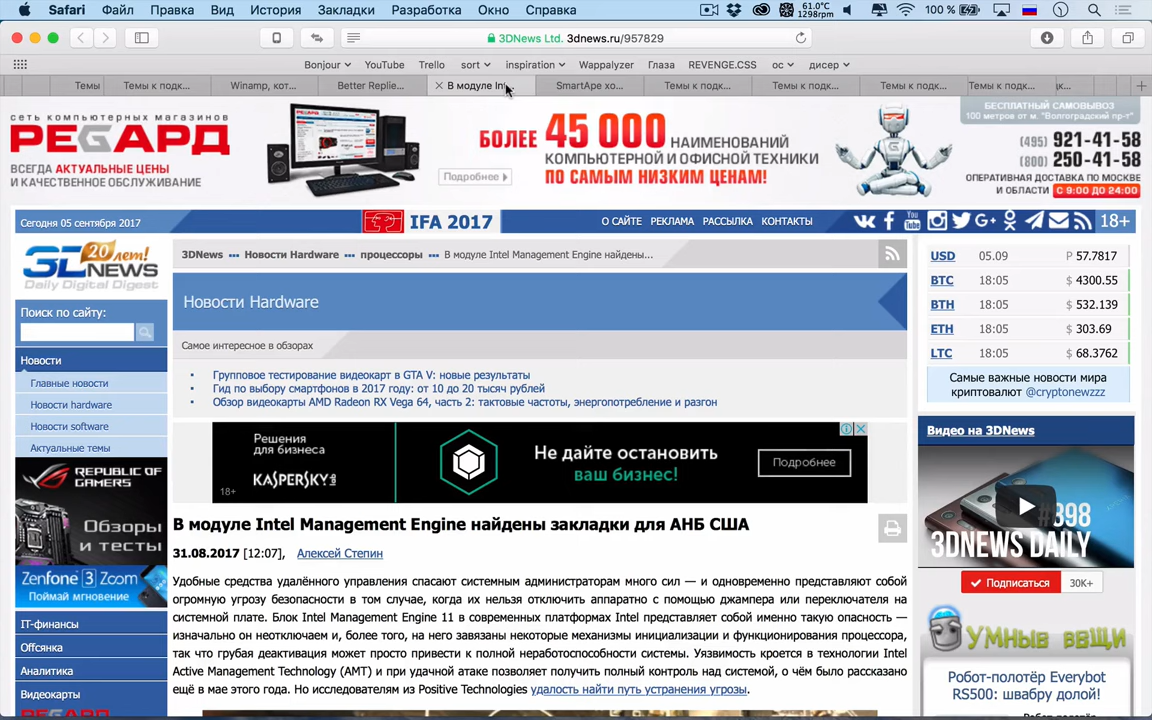 Safari Файл Правка Вид История Закладки Разработка Окно Справка
61.0°C
1298rpm
100 %
3DNews Ltd. 3dnews.ru/957829
Bonjour YouTube Trello sort inspiration Wappalyzer Глаза REVENGE.CSS ос дисер
Темы Темы к подк... Winamp, кот... Better Replie... В модуле Int... SmartApe хо... Темы к подк... Темы к подк... Темы к подк... Темы к подк...
сеть компьютерных магазинов
РЕГАРД
ВСЕГДА АКТУАЛЬНЫЕ ЦЕНЫ
И КАЧЕСТВЕННОЕ ОБСЛУЖИВАНИЕ
БОЛЕЕ 45 000 НАИМЕНОВАНИЙ
КОМПЬЮТЕРНОЙ И ОФИСНОЙ ТЕХНИКИ
ПО САМЫМ НИЗКИМ ЦЕНАМ!
Подробнее
БЕСПЛАТНЫЙ САМОВЫВОЗ
100 метров от м. "Волгоградский пр-т"
(495) 921-41-58
(800) 250-41-58
ОПЕРАТИВНАЯ ДОСТАВКА ПО МОСКВЕ
И ОБЛАСТИ С 9:00 ДО 24:00
Сегодня 05 сентября 2017
IFA 2017
О САЙТЕ РЕКЛАМА РАССЫЛКА КОНТАКТЫ
You Tube
G+
18+
20 лет!
3DNEWS
Daily Digital Digest
3DNews Новости Hardware процессоры В модуле Intel Management Engine найдены...
Новости Hardware
Самое интересное в обзорах
• Групповое тестирование видеокарт в GTA V: новые результаты
• Гид по выбору смартфонов в 2017 году: от 10 до 20 тысяч рублей
• Обзор видеокарты AMD Radeon RX Vega 64, часть 2: тактовые частоты, энергопотребление и разгон
Поиск по сайту:
Новости
Главные новости
Новости hardware
Новости software
Актуальные темы
REPUBLIC OF
GAMERS
Обзоры
и тесты
Zenfone 3 Zoom
Поймай мгновение
IT-финансы
Offсянка
Аналитика
Видеокарты
РЕГАРД
Решения
для бизнеса
KASPERSKY
18+
Не дайте остановить
ваш бизнес!
Подробнее
В модуле Intel Management Engine найдены закладки для АНБ США
31.08.2017 [12:07], Алексей Степин
Удобные средства удалённого управления спасают системным администраторам много сил — и одновременно представляют собой
огромную угрозу безопасности в том случае, когда их нельзя отключить аппаратно с помощью джампера или переключателя на
системной плате. Блок Intel Management Engine 11 в современных платформах Intel представляет собой именно такую опасность —
изначально он неотключаем и, более того, на него завязаны некоторые механизмы инициализации и функционирования процессора,
так что грубая деактивация может просто привести к полной неработоспособности системы. Уязвимость кроется в технологии Intel
Active Management Technology (AMT) и при удачной атаке позволяет получить полный контроль над системой, о чём было рассказано
ещё в мае этого года. Но исследователям из Positive Technologies удалость найти путь устранения угрозы.
USD 05.09 Р 57.7817
BTC 18:05 $ 4300.55
BTH 18:05 $ 532.139
ETH 18:05 $ 303.69
LTC 18:05 $ 68.3762
Самые важные новости мира
криптовалют @cryptonewzzz
Видео на 3DNews
#398
3DNEWS DAILY
Подписаться 30K+
УМНЫЕ ВЕЩИ
Робот-полотёр Everybot
RS500: швабру долой!